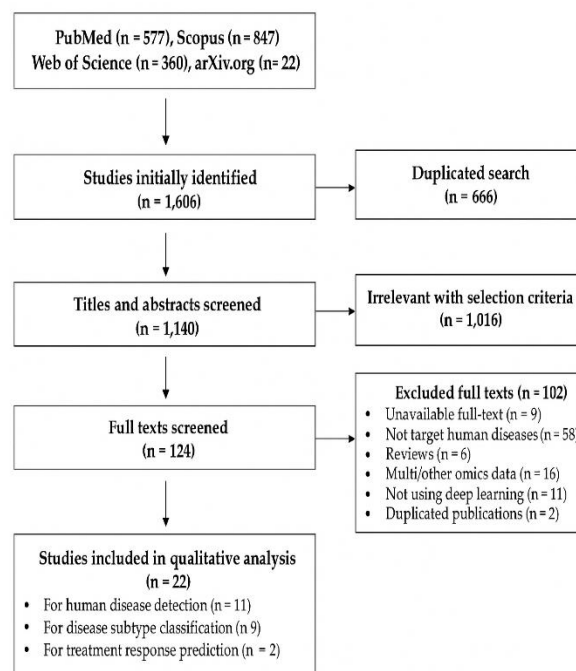 PubMed (n = 577), Scopus (n = 847)
Web of Science (n = 360), arXiv.org (n= 22)
Studies initially identified
(n = 1,606)
Duplicated search
(n = 666)
Titles and abstracts screened
(n = 1,140)
Irrelevant with selection criteria
(n = 1,016)
Full texts screened
(n = 124)
Excluded full texts (n = 102)
• Unavailable full-text (n = 9)
• Not target human diseases (n = 58)
• Reviews (n = 6)
• Multi/other omics data (n = 16)
• Not using deep learning (n = 11)
• Duplicated publications (n = 2)
Studies included in qualitative analysis
(n = 22)
• For human disease detection (n = 11)
• For disease subtype classification (n 9)
• For treatment response prediction (n = 2)